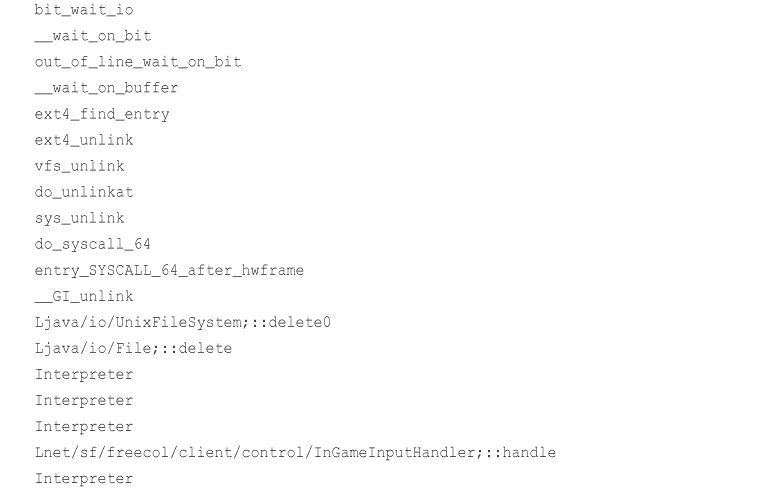 bit_wait_io
__wait_on_bit
out_of_line_wait_on_bit
__wait_on_buffer
ext4_find_entry
ext4_unlink
vfs_unlink
do_unlinkat
sys_unlink
do_syscall_64
entry_SYSCALL_64_after_hwframe
__GI_unlink
Ljava/io/UnixFileSystem;::delete0
Ljava/io/File;::delete
Interpreter
Interpreter
Interpreter
Lnet/sf/freecol/client/control/InGameInputHandler;::handle
Interpreter